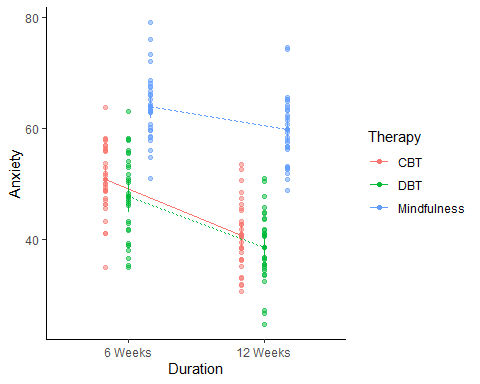 80
60
40
Anxiety
6 Weeks
12 Weeks
Duration
Therapy
CBT
DBT
Mindfulness